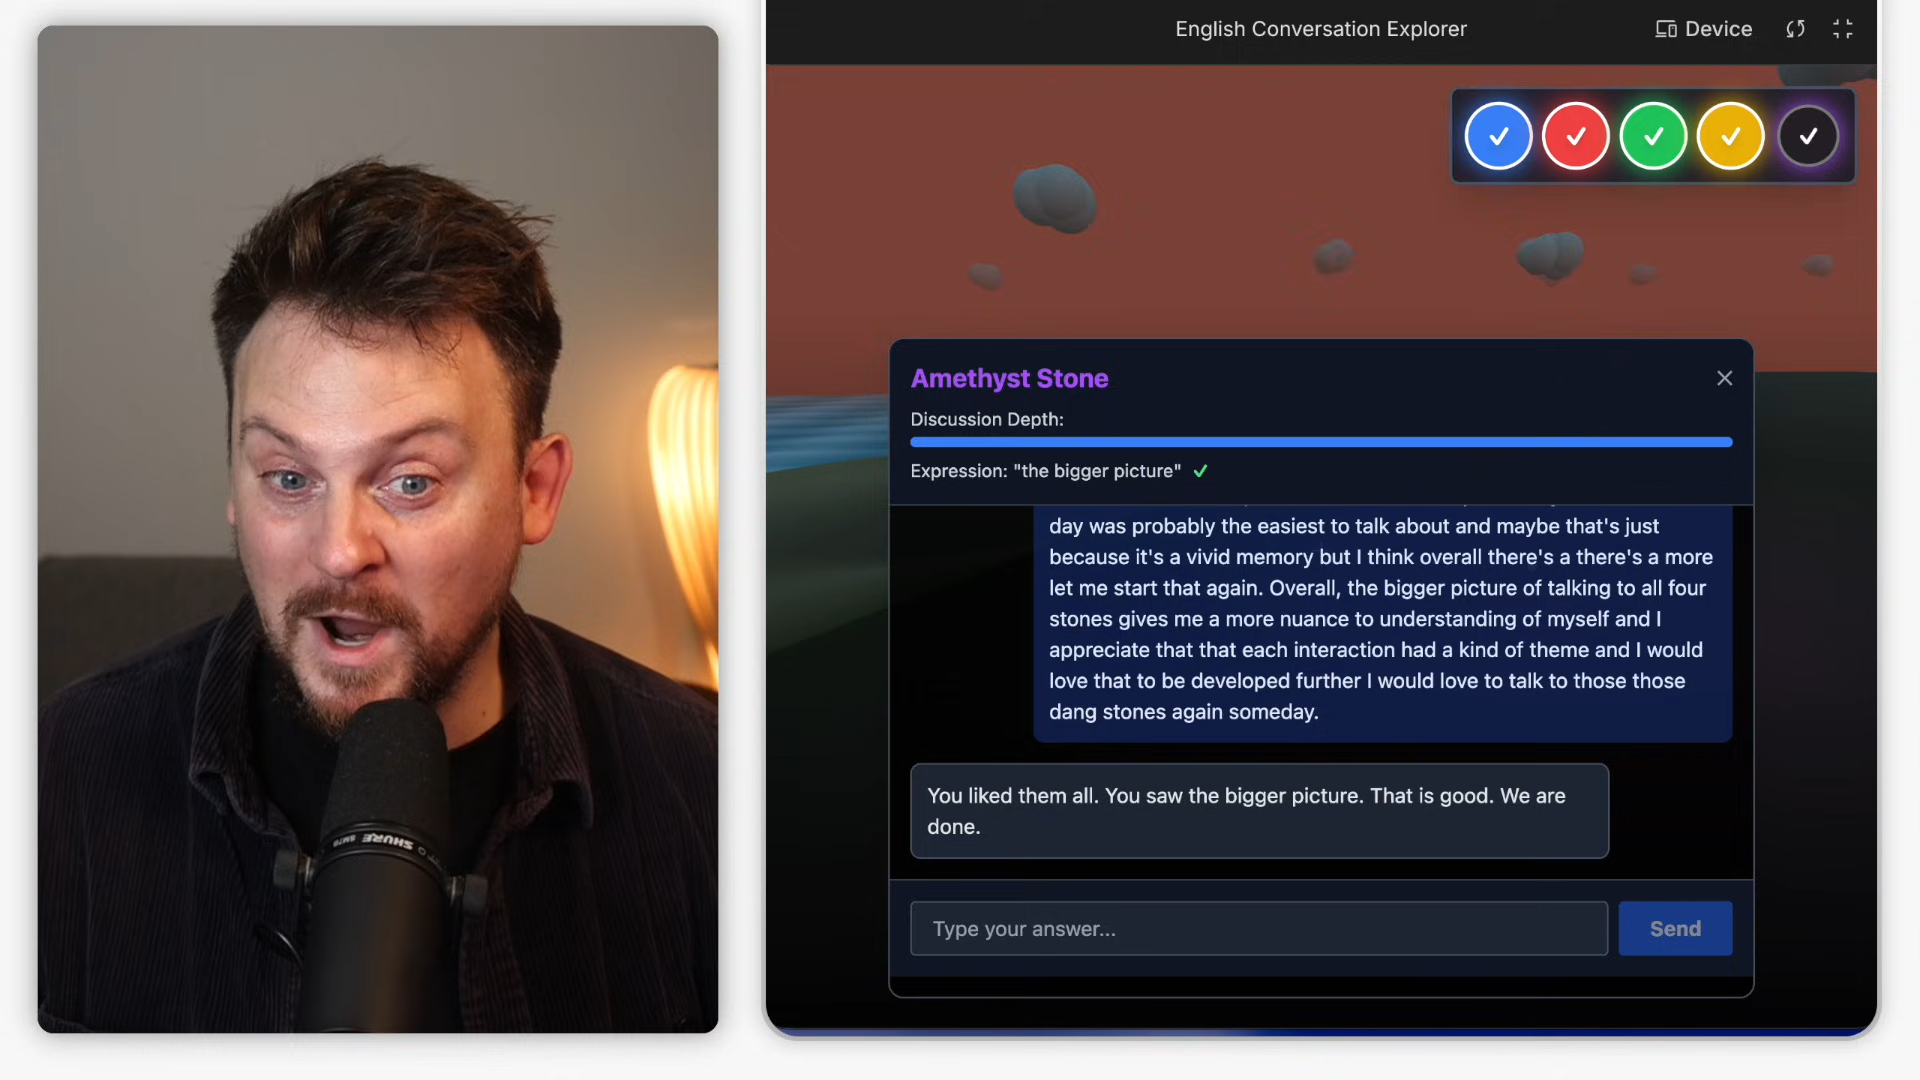 English Conversation Explorer
Device
Amethyst Stone
Discussion Depth:
Expression: "the bigger picture"
day was probably the easiest to talk about and maybe that's just
because it's a vivid memory but I think overall there's a there's a more
let me start that again. Overall, the bigger picture of talking to all four
stones gives me a more nuance to understanding of myself and I
appreciate that that each interaction had a kind of theme and I would
love that to be developed further I would love to talk to those those
dang stones again someday.
You liked them all. You saw the bigger picture. That is good. We are
done.
Type your answer...
Send
SHURE SM7B